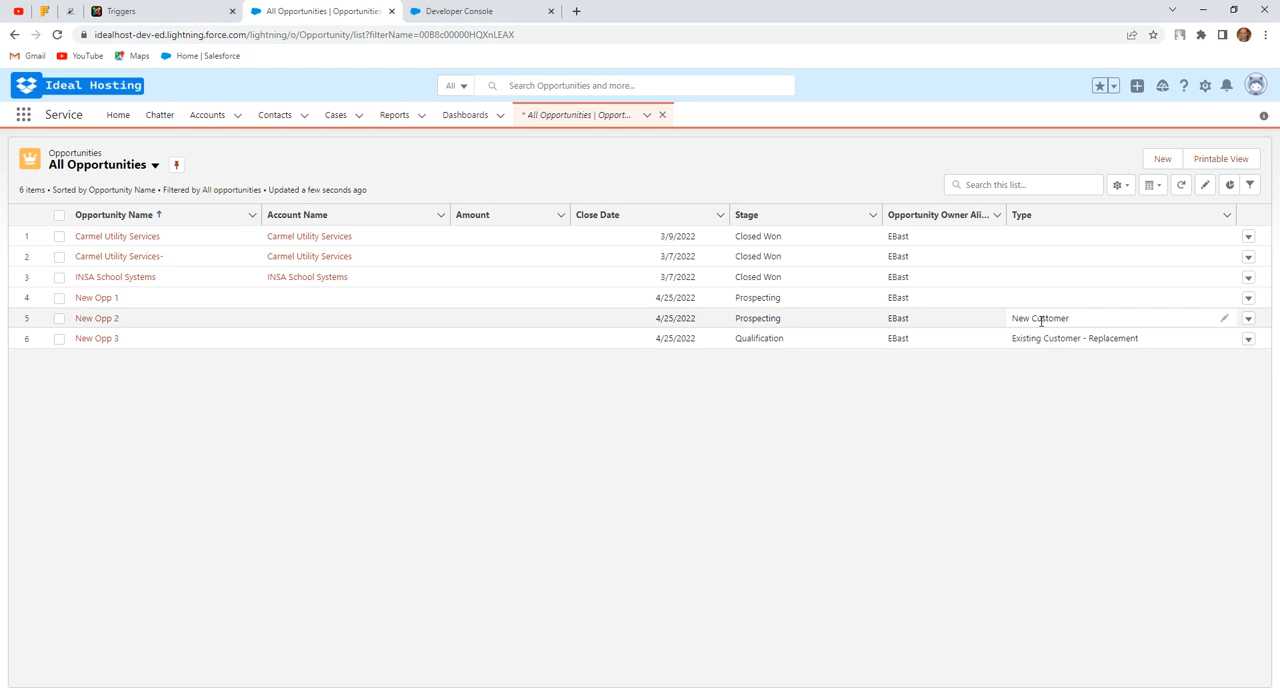 Triggers
All Opportunities | Opportunities
Developer Console
idealhost-dev-ed.lightning.force.com/lightning/o/Opportunity/list?filterName=00B8c00000HQXnLEAX
Gmail YouTube Maps Home | Salesforce
Ideal Hosting
All
Search Opportunities and more...
Service Home Chatter Accounts Contacts Cases Reports Dashboards * All Opportunities | Opport...
Opportunities
All Opportunities
New Printable View
6 items • Sorted by Opportunity Name • Filtered by All opportunities • Updated a few seconds ago
Search this list...
Opportunity Name ↑ Account Name Amount Close Date Stage Opportunity Owner Ali... Type
1 Carmel Utility Services Carmel Utility Services 3/9/2022 Closed Won EBast
2 Carmel Utility Services- Carmel Utility Services 3/7/2022 Closed Won EBast
3 INSA School Systems INSA School Systems 3/7/2022 Closed Won EBast
4 New Opp 1 4/25/2022 Prospecting EBast
5 New Opp 2 4/25/2022 Prospecting EBast New Customer
6 New Opp 3 4/25/2022 Qualification EBast Existing Customer - Replacement